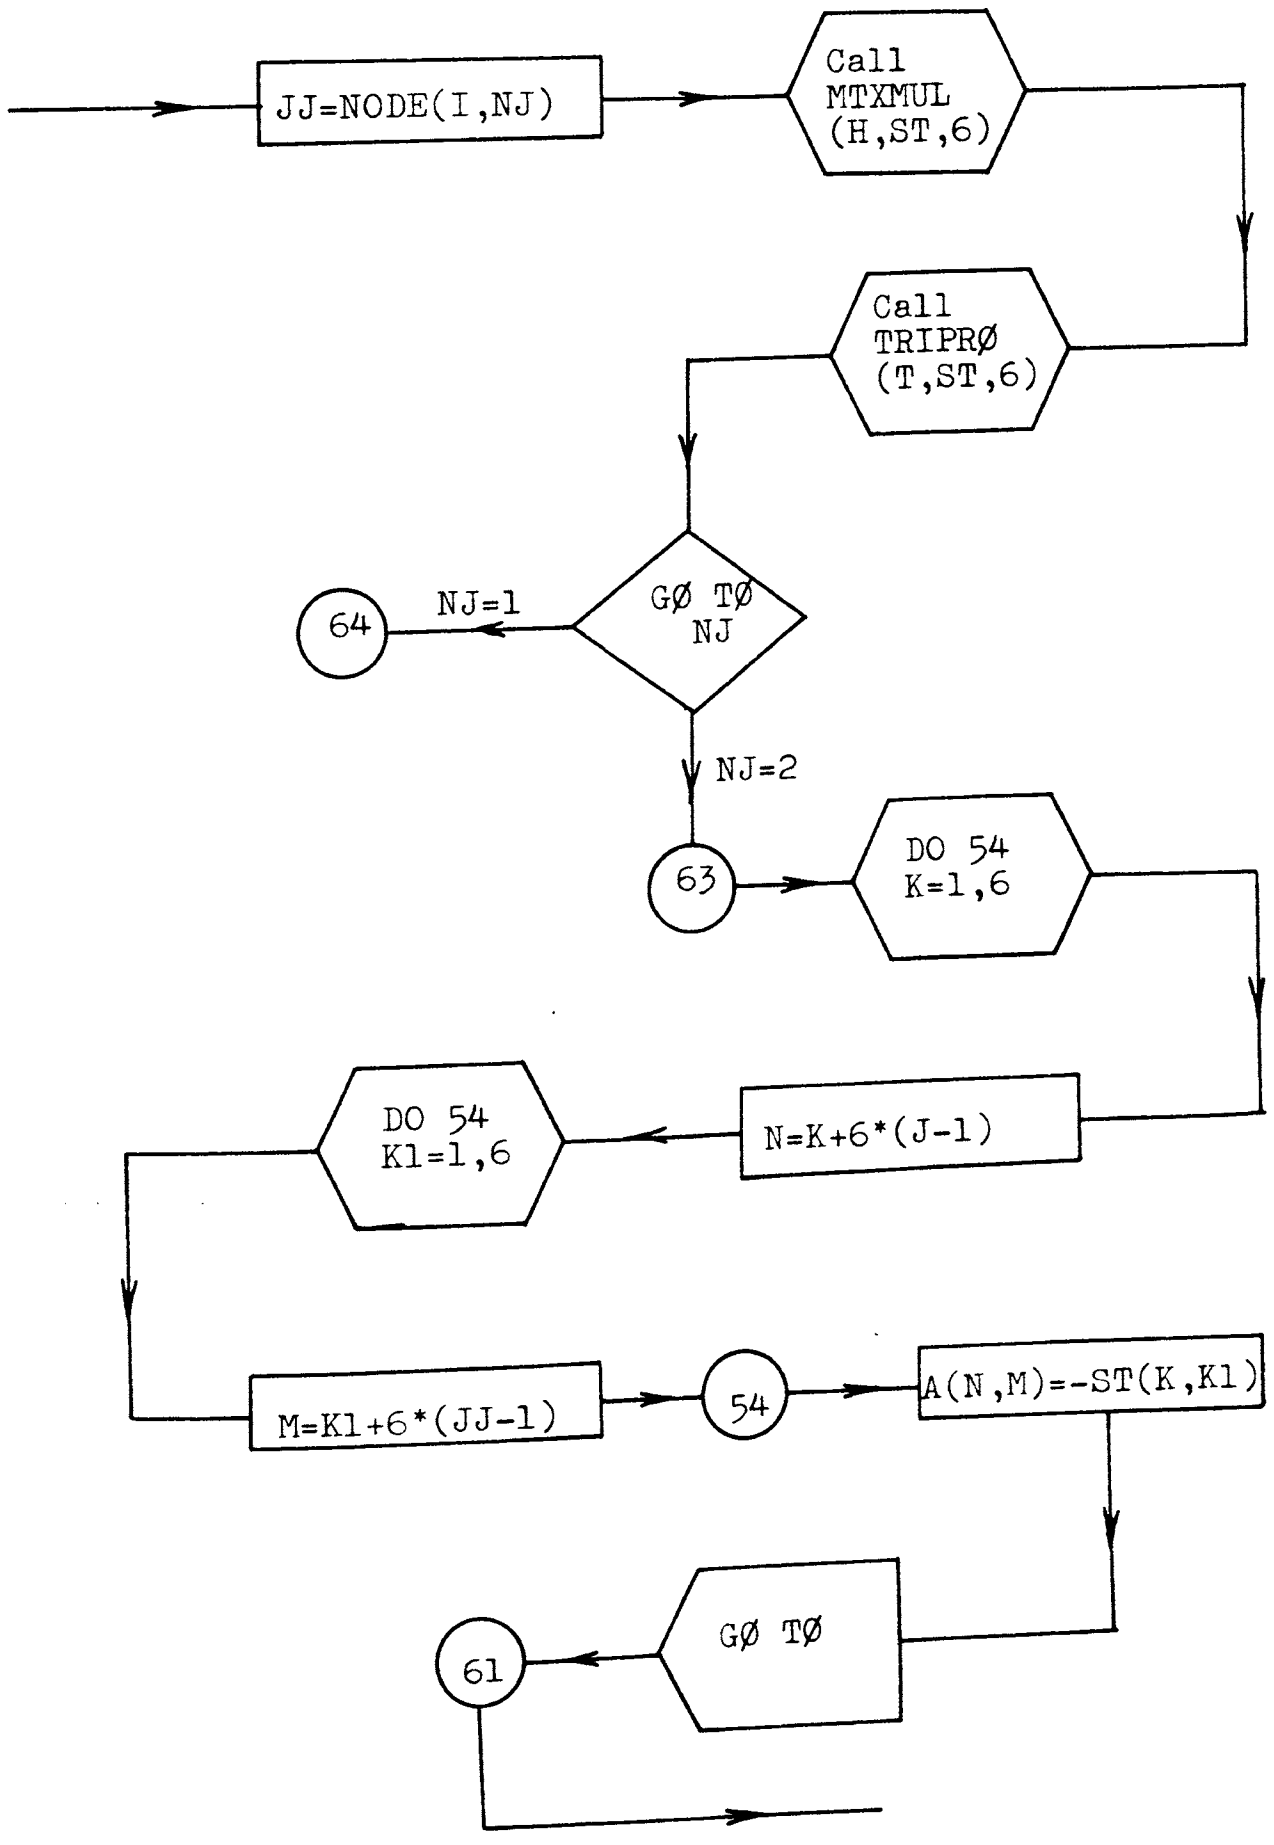 JJ=NODE(I,NJ)
Call
MTXMUL
(H,ST,6)
Call
TRIPRØ
(T,ST,6)
GØ TØ
NJ
NJ=1
64
NJ=2
63
DO 54
K=1,6
N=K+6*(J-1)
DO 54
K1=1,6
M=K1+6*(JJ-1)
54
A(N,M)=-ST(K,K1)
GØ TØ
61